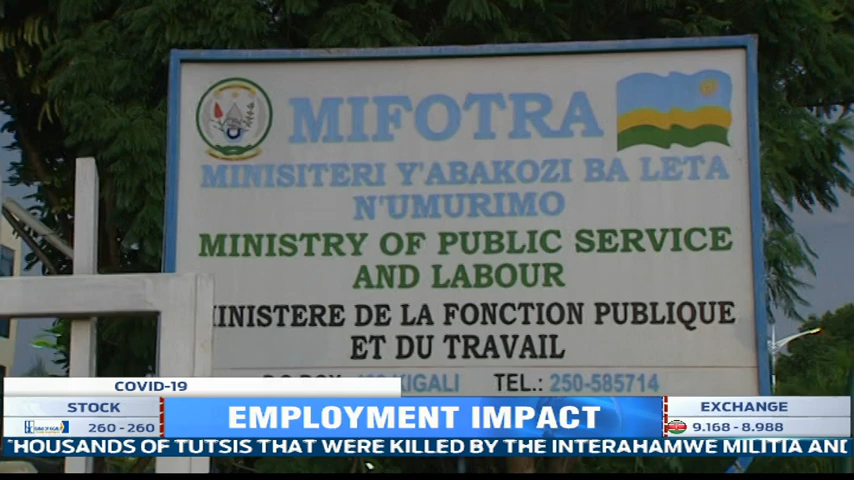 MIFOTRA
MINISITERI Y'ABAKOZI BA LETA
N'UMURIMO
MINISTRY OF PUBLIC SERVICE
AND LABOUR
MINISTERE DE LA FONCTION PUBLIQUE
ET DU TRAVAIL
KIGALI TEL.: 250-585714
COVID-19
STOCK
260 - 260
EMPLOYMENT IMPACT
EXCHANGE
9.168 - 8.988
THOUSANDS OF TUTSIS THAT WERE KILLED BY THE INTERAHAMWE MILITIA AND